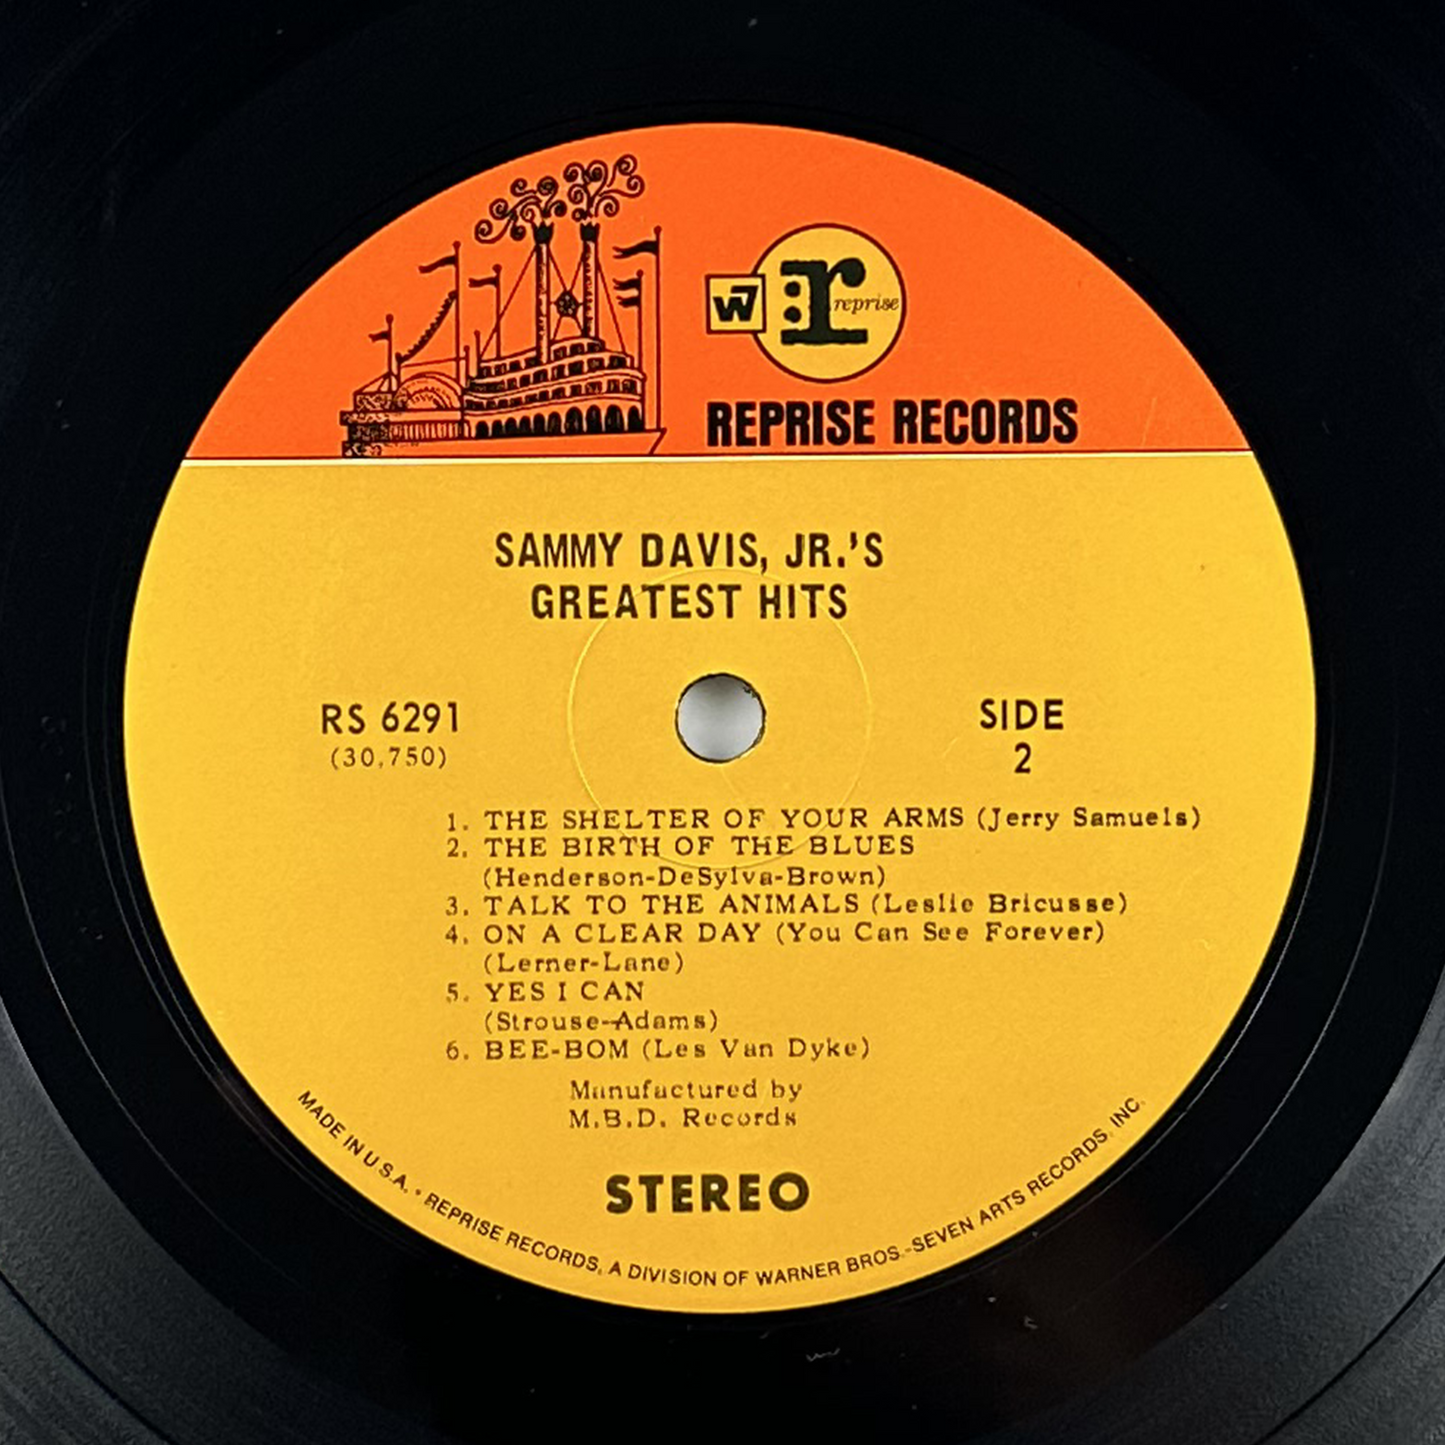 W7
r: reprise
REPRISE RECORDS
SAMMY DAVIS, JR.'S
GREATEST HITS
RS 6291
(30,750)
SIDE
2
1. THE SHELTER OF YOUR ARMS (Jerry Samuels)
2. THE BIRTH OF THE BLUES
(Henderson-DeSylva-Brown)
3. TALK TO THE ANIMALS (Leslie Bricusse)
4. ON A CLEAR DAY (You Can See Forever)
(Lerner-Lane)
5. YES I CAN
(Strouse-Adams)
6. BEE-BOM (Les Van Dyke)
Manufactured by
M.B.D. Records
STEREO
MADE IN U.S.A. • REPRISE RECORDS, A DIVISION OF WARNER BROS.-SEVEN ARTS RECORDS, INC.